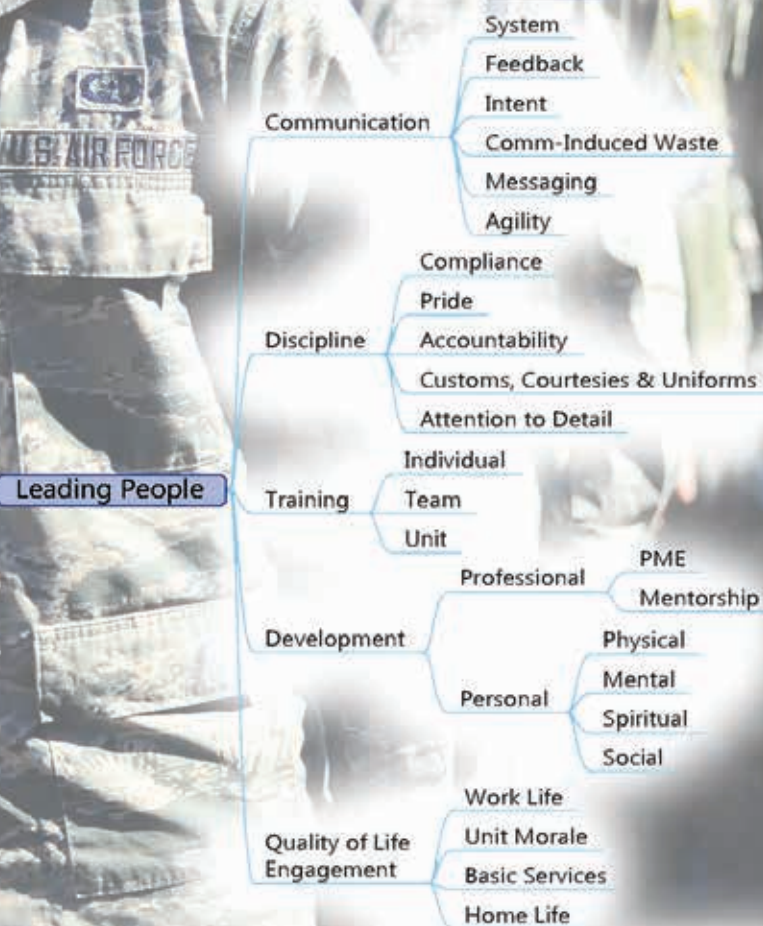 U.S. AIR FORCE
System
Feedback
Communication
Intent
Comm-Induced Waste
Messaging
Agility
Compliance
Pride
Discipline
Accountability
Customs, Courtesies & Uniforms
Attention to Detail
Leading People
Individual
Training
Team
Unit
Development
Professional
PME
Mentorship
Personal
Physical
Mental
Spiritual
Social
Quality of Life
Engagement
Work Life
Unit Morale
Basic Services
Home Life